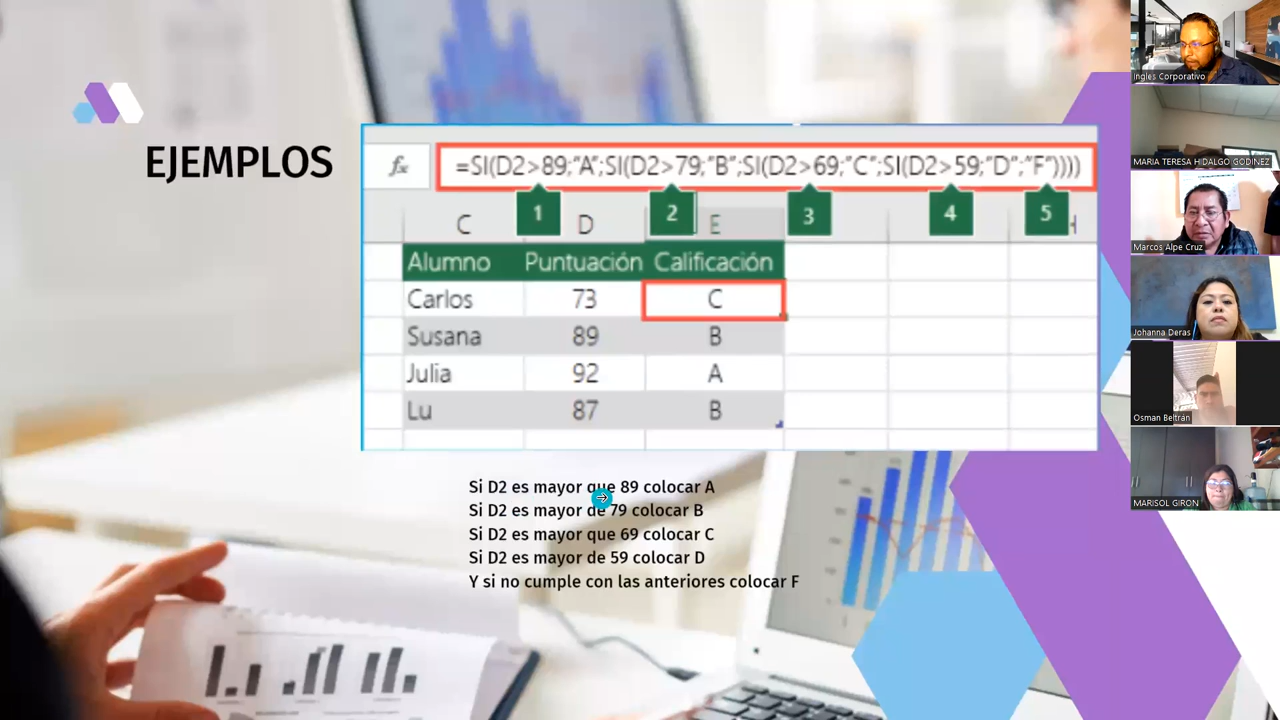 EJEMPLOS
fx =SI(D2>89;"A";SI(D2>79;"B";SI(D2>69;"C";SI(D2>59;"D";"F"))))
1 2 3 4 5
C D E H
Alumno Puntuación Calificación
Carlos 73 C
Susana 89 B
Julia 92 A
Lu 87 B
Si D2 es mayor que 89 colocar A
Si D2 es mayor de 79 colocar B
Si D2 es mayor que 69 colocar C
Si D2 es mayor de 59 colocar D
Y si no cumple con las anteriores colocar F
Ingles Corporativo
MARIA TERESA HIDALGO GODINEZ
Marcos Alpe Cruz
Johanna Deras
Osman Beltrán
MARISOL GIRON